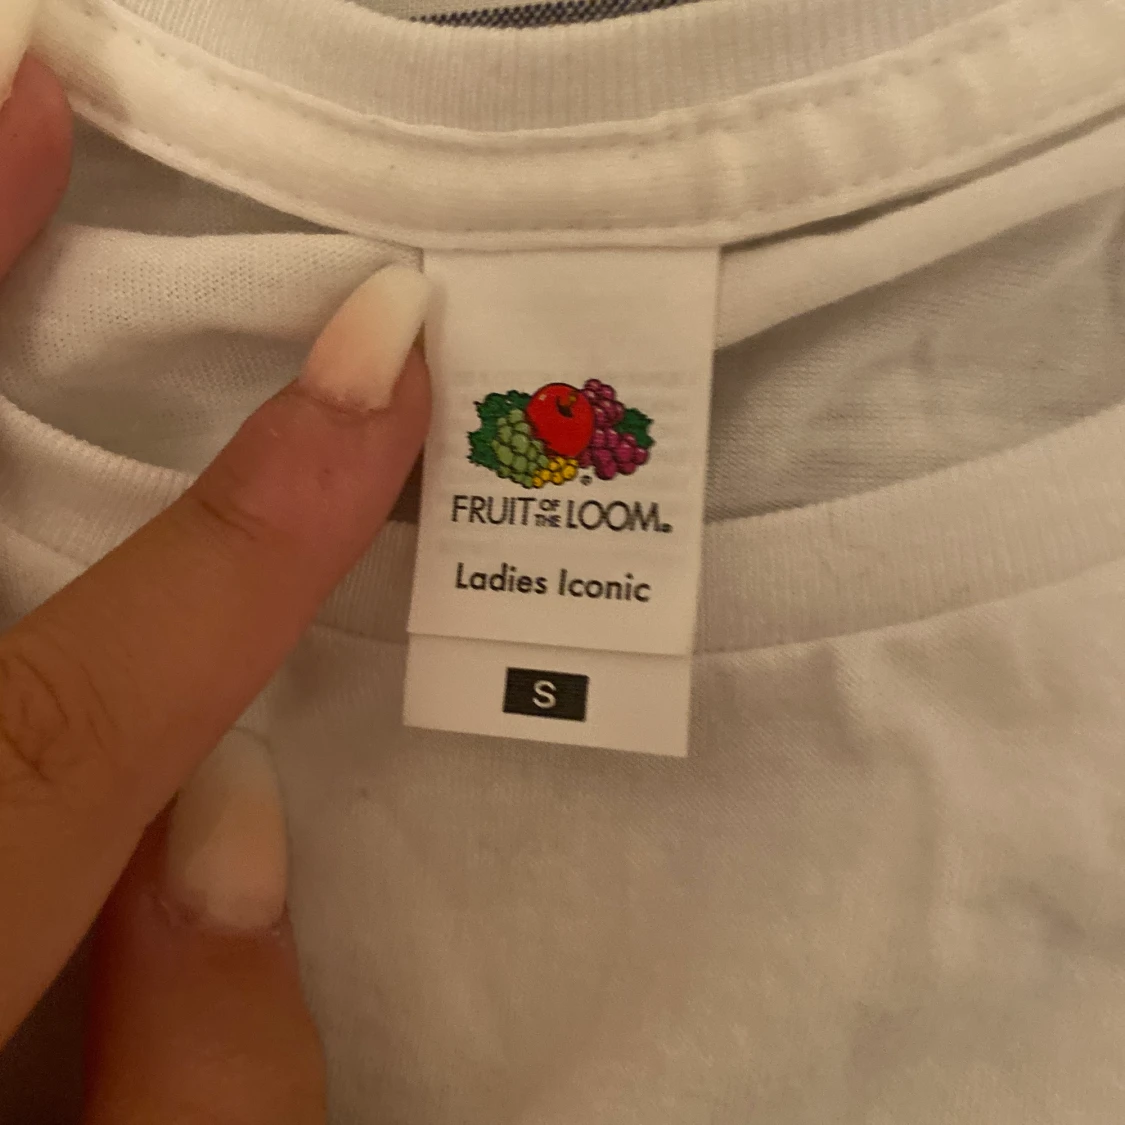 FRUIT OF THE LOOM®
Ladies Iconic
S